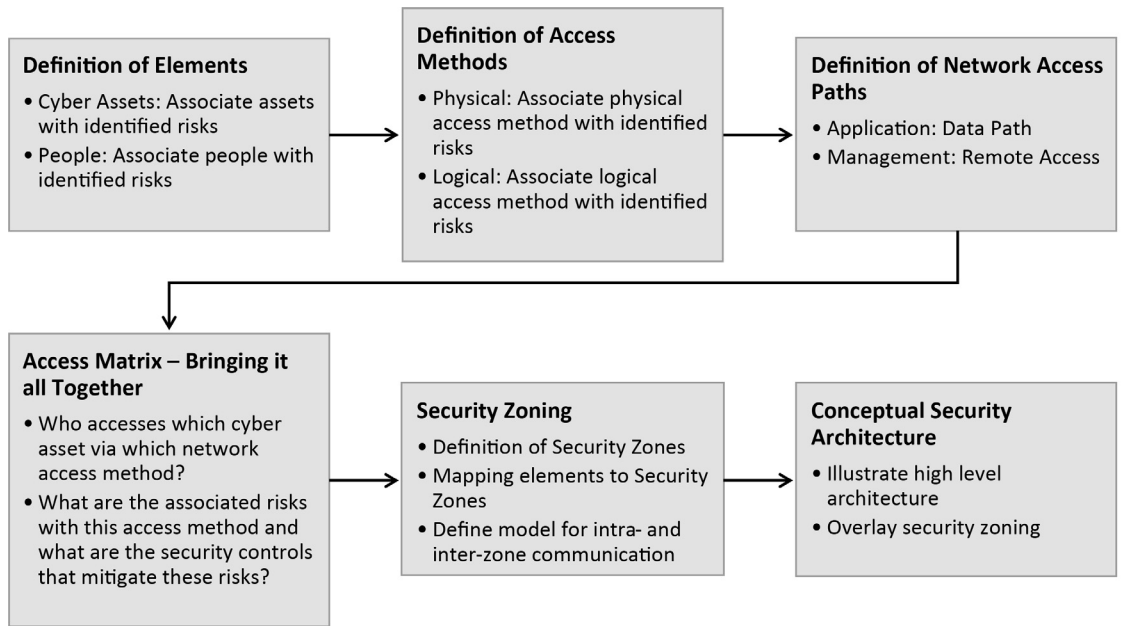 Definition of Elements
• Cyber Assets: Associate assets
with identified risks
• People: Associate people with
identified risks
Definition of Access
Methods
• Physical: Associate physical
access method with identified
risks
• Logical: Associate logical
access method with identified
risks
Definition of Network Access
Paths
• Application: Data Path
• Management: Remote Access
Access Matrix – Bringing it
all Together
• Who accesses which cyber
asset via which network
access method?
• What are the associated risks
with this access method and
what are the security controls
that mitigate these risks?
Security Zoning
• Definition of Security Zones
• Mapping elements to Security
Zones
• Define model for intra- and
inter-zone communication
Conceptual Security
Architecture
• Illustrate high level
architecture
• Overlay security zoning